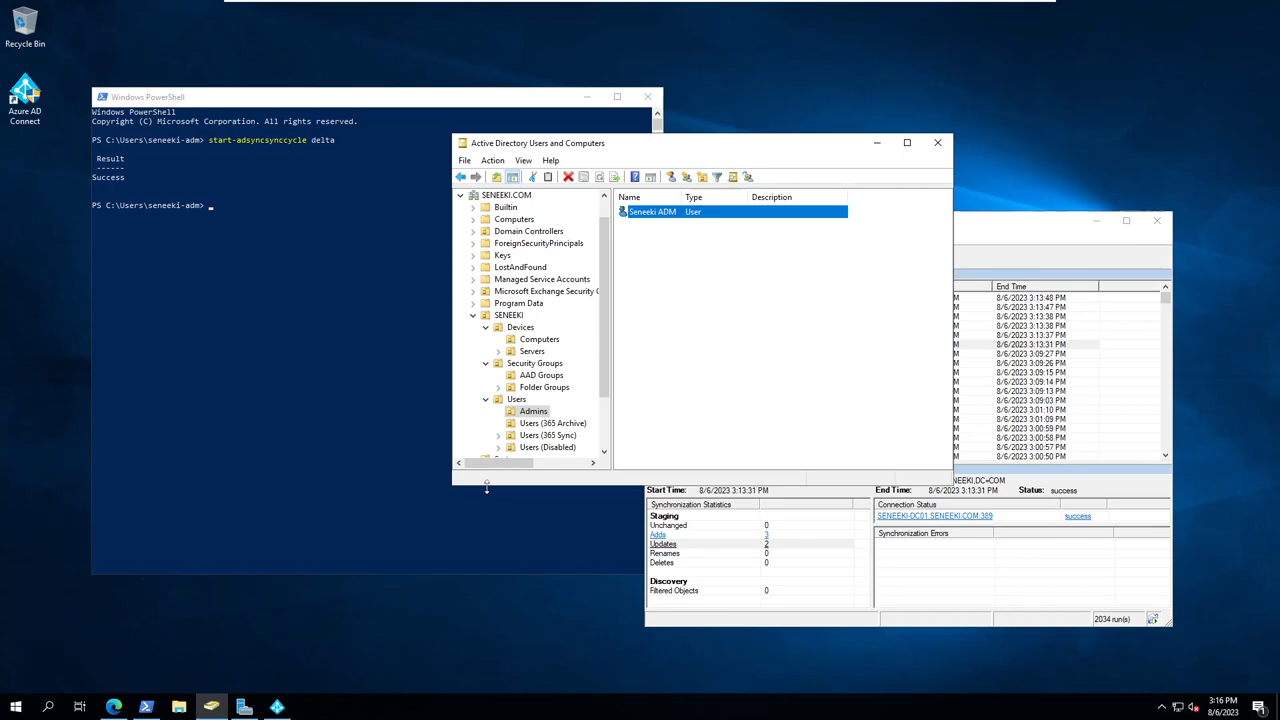 Recycle Bin
Azure AD
Connect
Windows PowerShell
Windows PowerShell
Copyright (C) Microsoft Corporation. All rights reserved.
PS C:\Users\seneeki-adm> start-adsyncsynccycle delta
Result
------
Success
PS C:\Users\seneeki-adm> _
Active Directory Users and Computers
File Action View Help
SENEEKI.COM
Builtin
Computers
Domain Controllers
ForeignSecurityPrincipals
Keys
LostAndFound
Managed Service Accounts
Microsoft Exchange Security G
Program Data
SENEEKI
Devices
Computers
Servers
Security Groups
AAD Groups
Folder Groups
Users
Admins
Users (365 Archive)
Users (365 Sync)
Users (Disabled)
Name Type Description
Seneeki ADM User
End Time
M 8/6/2023 3:13:48 PM
M 8/6/2023 3:13:47 PM
M 8/6/2023 3:13:38 PM
M 8/6/2023 3:13:38 PM
M 8/6/2023 3:13:37 PM
M 8/6/2023 3:13:31 PM
M 8/6/2023 3:09:27 PM
M 8/6/2023 3:09:26 PM
M 8/6/2023 3:09:15 PM
M 8/6/2023 3:09:14 PM
M 8/6/2023 3:09:13 PM
M 8/6/2023 3:09:03 PM
M 8/6/2023 3:01:10 PM
M 8/6/2023 3:01:09 PM
M 8/6/2023 3:00:59 PM
M 8/6/2023 3:00:58 PM
M 8/6/2023 3:00:57 PM
M 8/6/2023 3:00:50 PM
NEEKI,DC=COM
Start Time: 8/6/2023 3:13:31 PM End Time: 8/6/2023 3:13:31 PM Status: success
Synchronization Statistics
Staging
Unchanged 0
Adds 3
Updates 2
Renames 0
Deletes 0
Discovery
Filtered Objects 0
Connection Status
SENEEKI-DC01.SENEEKI.COM:389 success
Synchronization Errors
2034 run(s)
3:16 PM
8/6/2023
1